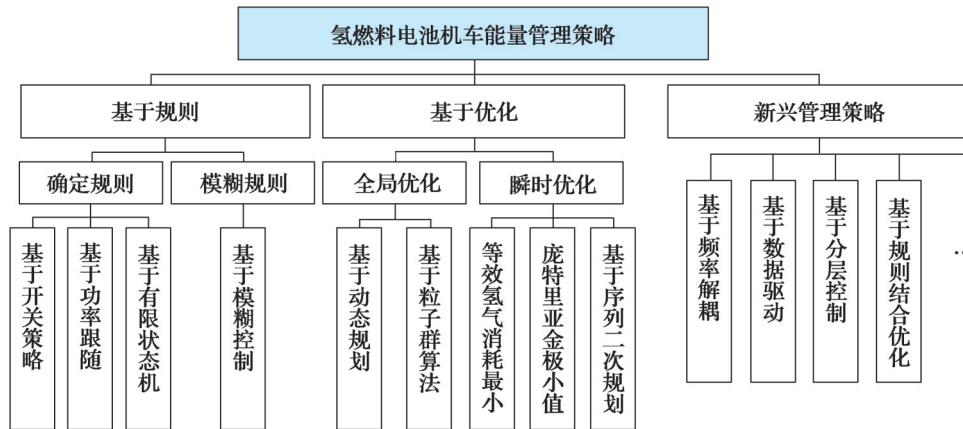 氢燃料电池机车能量管理策略
基于规则
基于优化
新兴管理策略
确定规则
模糊规则
全局优化
瞬时优化
基于开关策略
基于功率跟随
基于有限状态机
基于模糊控制
基于动态规划
基于粒子群算法
等效氢气消耗最小
庞特里亚金极小值
基于序列二次规划
基于频率解耦
基于数据驱动
基于分层控制
基于规则结合优化
…